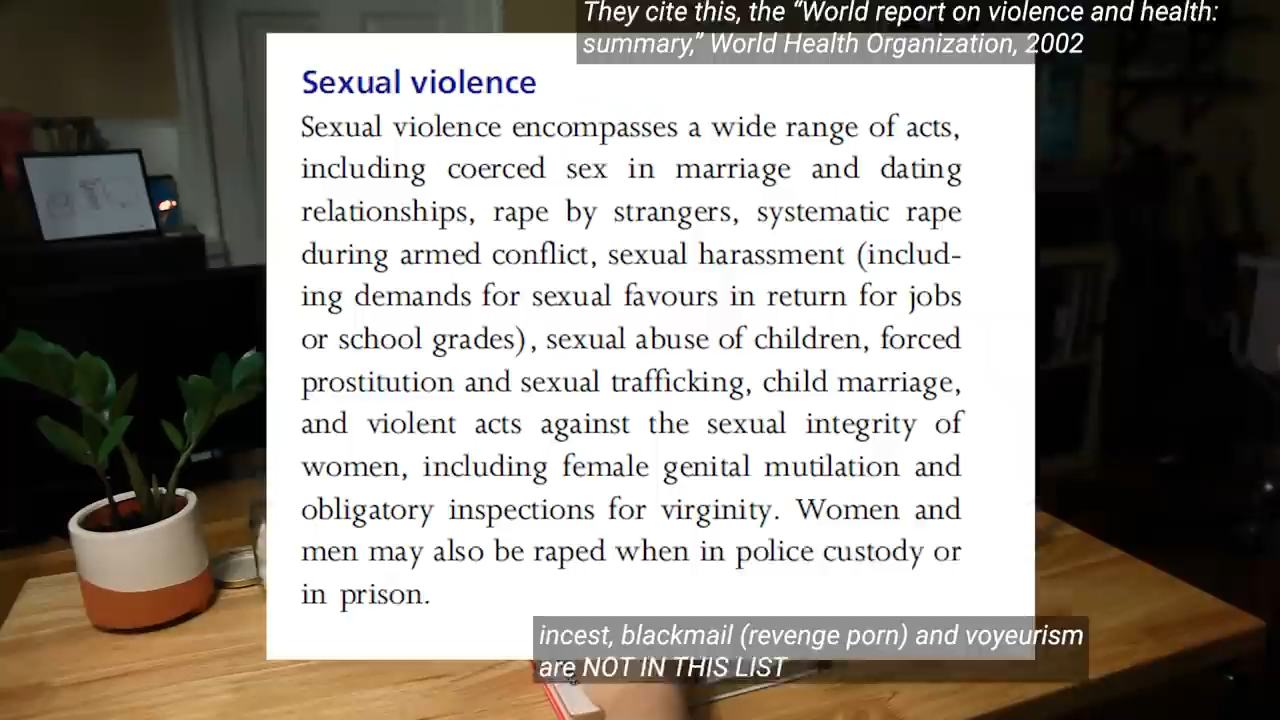 They cite this, the “World report on violence and health:
summary,” World Health Organization, 2002
Sexual violence
Sexual violence encompasses a wide range of acts,
including coerced sex in marriage and dating
relationships, rape by strangers, systematic rape
during armed conflict, sexual harassment (includ-
ing demands for sexual favours in return for jobs
or school grades), sexual abuse of children, forced
prostitution and sexual trafficking, child marriage,
and violent acts against the sexual integrity of
women, including female genital mutilation and
obligatory inspections for virginity. Women and
men may also be raped when in police custody or
in prison.
incest, blackmail (revenge porn) and voyeurism
are NOT IN THIS LIST